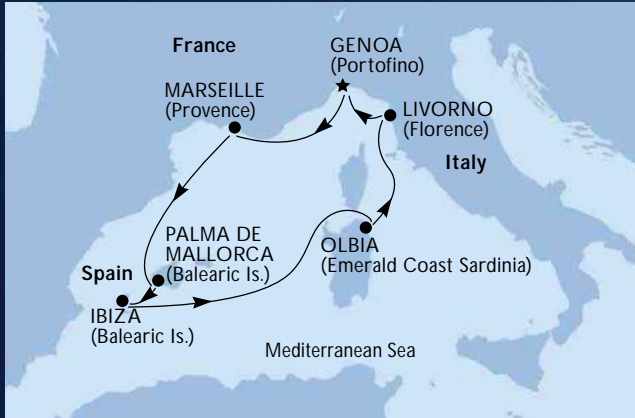 France
GENOA
(Portofino)
MARSEILLE
(Provence)
LIVORNO
(Florence)
Italy
PALMA DE
MALLORCA
(Balearic Is.)
OLBIA
(Emerald Coast Sardinia)
Spain
IBIZA
(Balearic Is.)
Mediterranean Sea